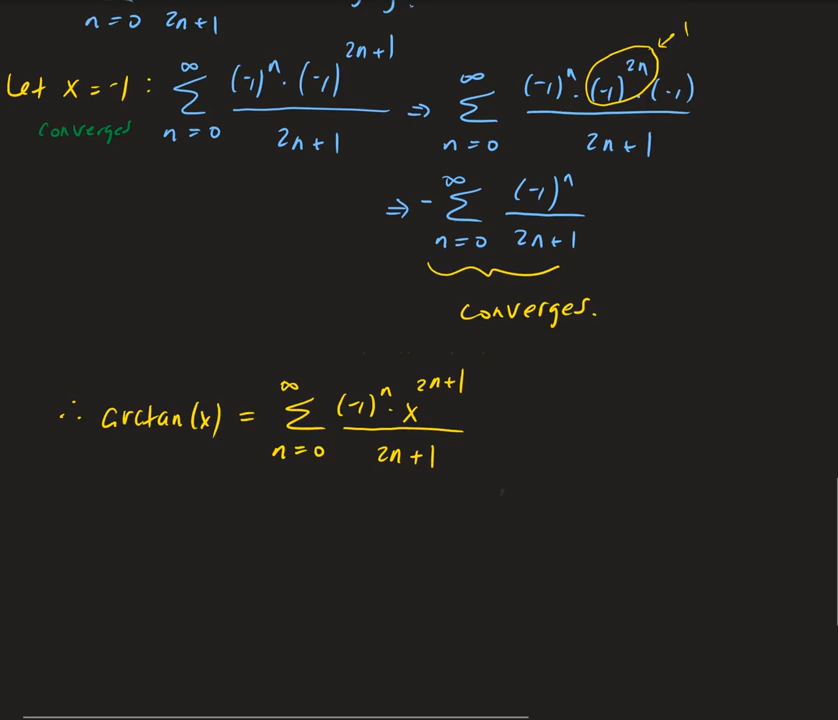 n = 0 2n+1
Let x = -1 : ∞ Σ n = 0 (-1)^n · (-1)^{2n+1} / 2n+1 ⇒ ∞ Σ n = 0 (-1)^n · (-1)^{2n} · (-1) / 2n+1 ← 1
converges
⇒ - ∞ Σ n = 0 (-1)^n / 2n+1
converges.
∴ arctan(x) = ∞ Σ n = 0 (-1)^n · x^{2n+1} / 2n+1